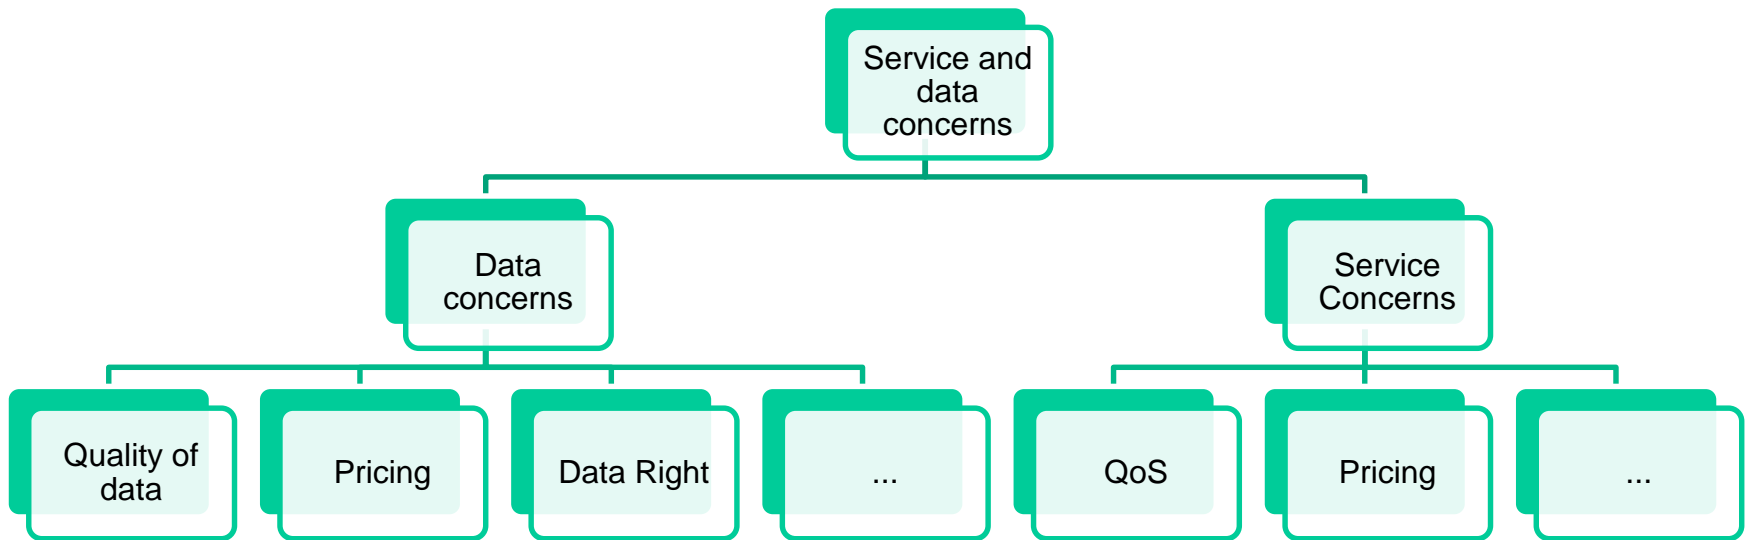 Service and
data
concerns
Data
concerns
Service
Concerns
Quality of
data
Pricing
Data Right
...
QoS
Pricing
...